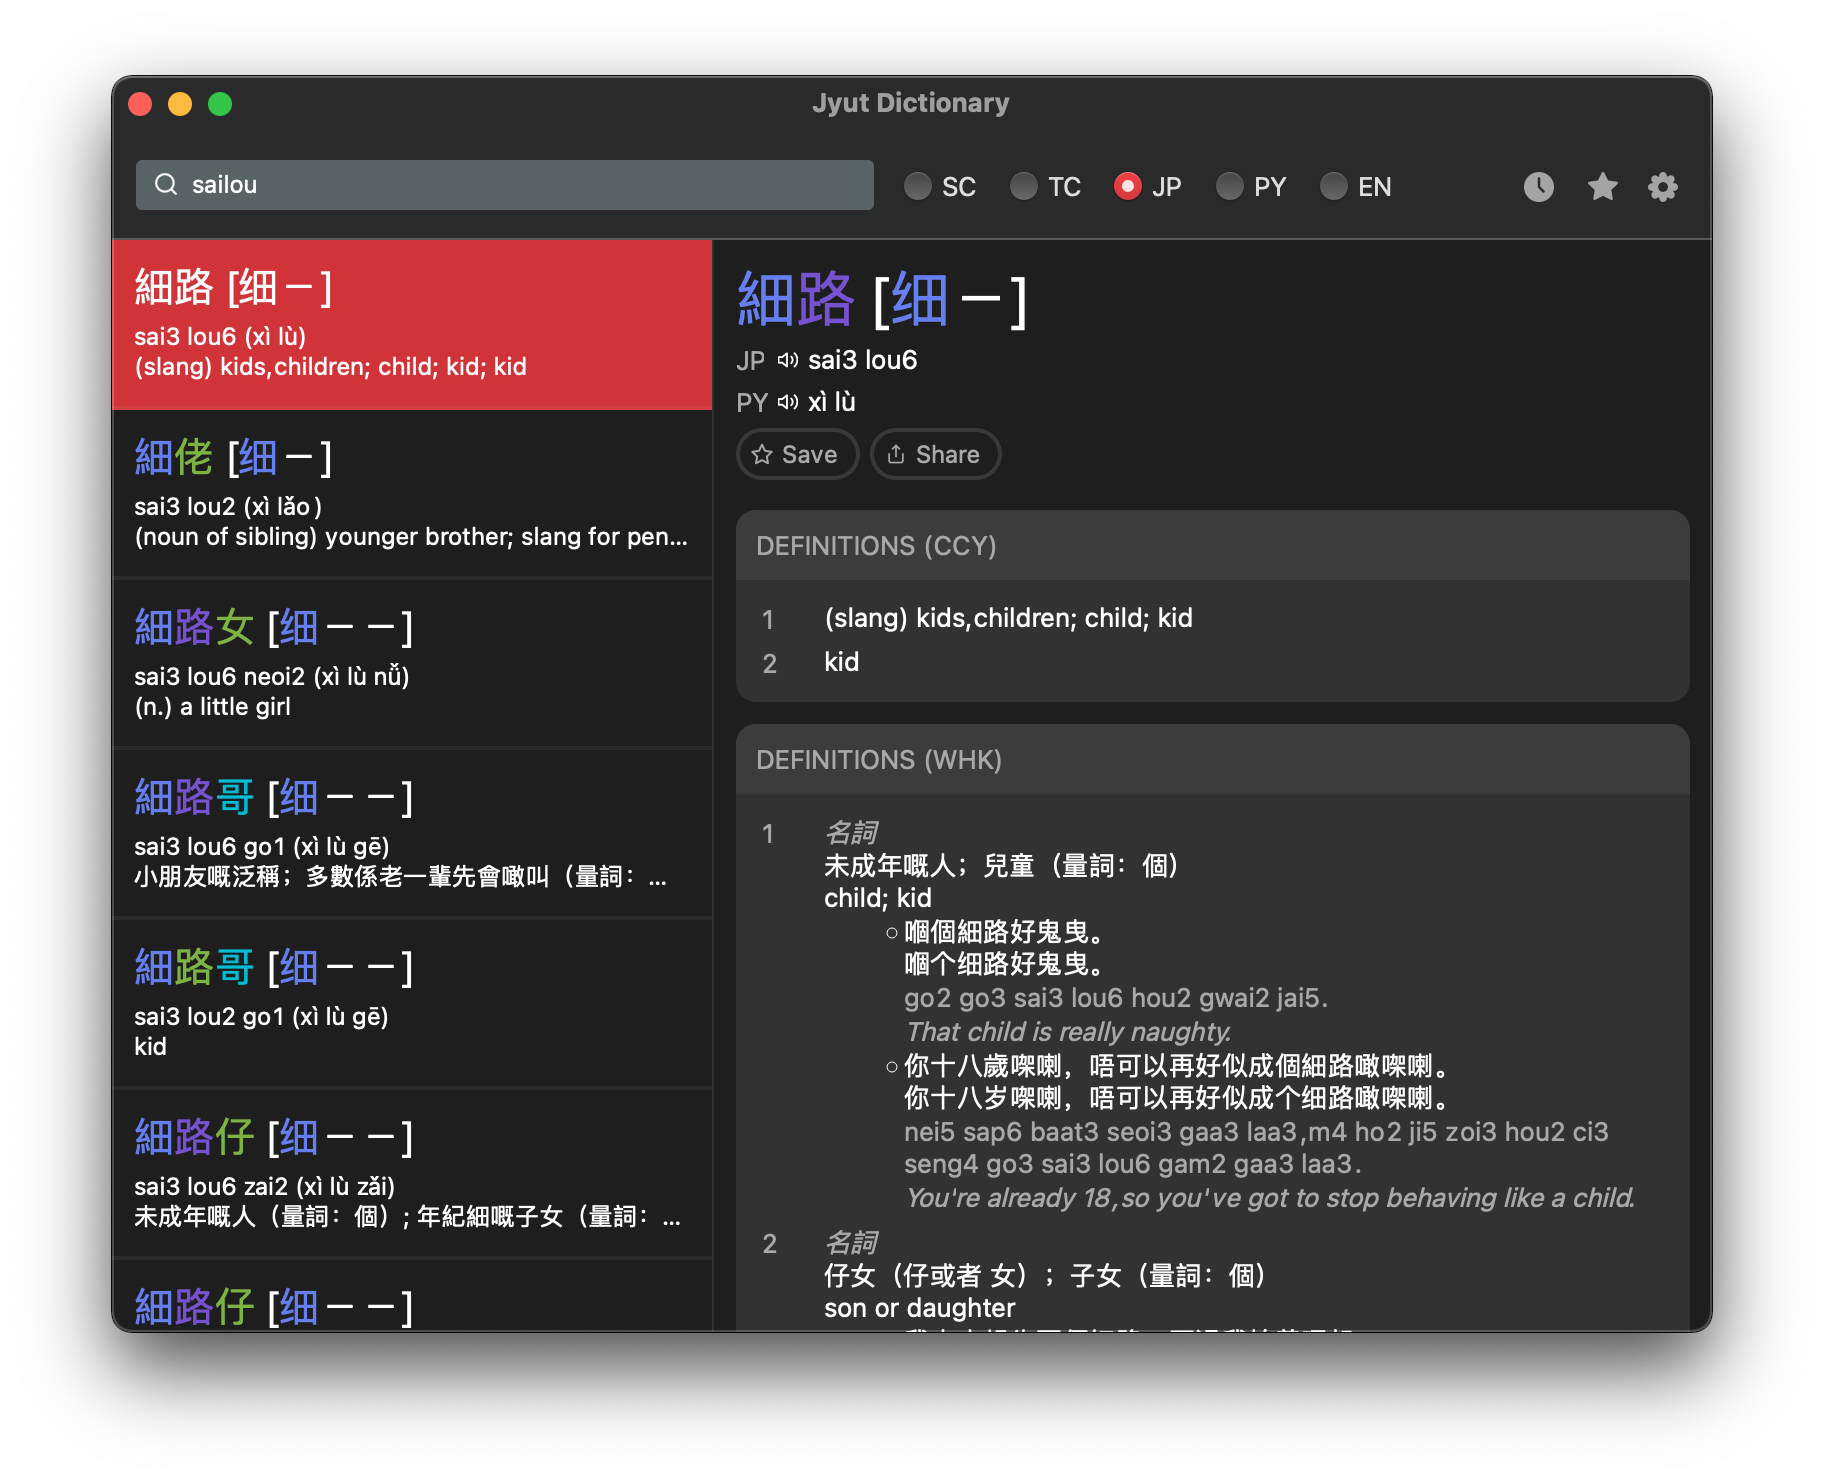 Jyut Dictionary
sailou
SC TC JP PY EN
細路 [细－]
sai3 lou6 (xì lù)
(slang) kids,children; child; kid; kid
細佬 [细－]
sai3 lou2 (xì lǎo)
(noun of sibling) younger brother; slang for pen...
細路女 [细－－]
sai3 lou6 neoi2 (xì lù nǚ)
(n.) a little girl
細路哥 [细－－]
sai3 lou6 go1 (xì lù gē)
小朋友嘅泛稱；多數係老一輩先會噉叫（量詞：...
細路哥 [细－－]
sai3 lou2 go1 (xì lù gē)
kid
細路仔 [细－－]
sai3 lou6 zai2 (xì lù zǎi)
未成年嘅人（量詞：個）; 年紀細嘅子女（量詞：...
細路仔 [细－－]
細路 [细－]
JP sai3 lou6
PY xì lù
Save Share
DEFINITIONS (CCY)
1 (slang) kids,children; child; kid
2 kid
DEFINITIONS (WHK)
1 名詞
未成年嘅人；兒童（量詞：個）
child; kid
○ 嗰個細路好鬼曳。
嗰个细路好鬼曳。
go2 go3 sai3 lou6 hou2 gwai2 jai5.
That child is really naughty.
○ 你十八歲㗎喇，唔可以再好似成個細路噉㗎喇。
你十八岁㗎喇，唔可以再好似成个细路噉㗎喇。
nei5 sap6 baat3 seoi3 gaa3 laa3,m4 ho2 ji5 zoi3 hou2 ci3
seng4 go3 sai3 lou6 gam2 gaa3 laa3.
You're already 18,so you've got to stop behaving like a child.
2 名詞
仔女（仔或者 女）；子女（量詞：個）
son or daughter